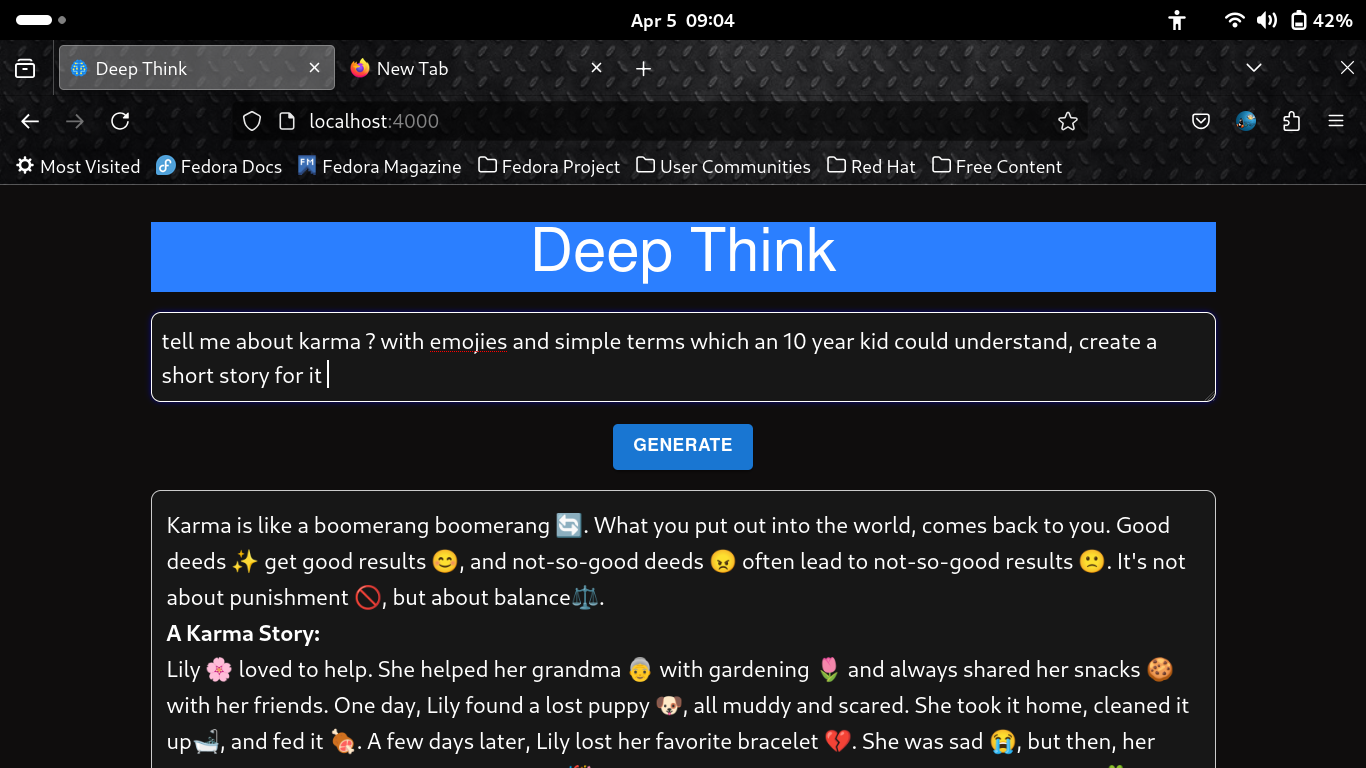 Apr 5 09:04
42%
Deep Think
New Tab
localhost:4000
Most Visited
Fedora Docs
FM
Fedora Magazine
Fedora Project
User Communities
Red Hat
Free Content
Deep Think
tell me about karma ? with emojies and simple terms which an 10 year kid could understand, create a
short story for it
GENERATE
Karma is like a boomerang boomerang 🔄. What you put out into the world, comes back to you. Good
deeds ✨ get good results 😊, and not-so-good deeds 😠 often lead to not-so-good results 🙁. It's not
about punishment 🚫, but about balance⚖️.
A Karma Story:
Lily 🌸 loved to help. She helped her grandma 👵 with gardening 🌷 and always shared her snacks 🍪
with her friends. One day, Lily found a lost puppy 🐶, all muddy and scared. She took it home, cleaned it
up🛁, and fed it 🍖. A few days later, Lily lost her favorite bracelet 💔. She was sad 😭, but then, her